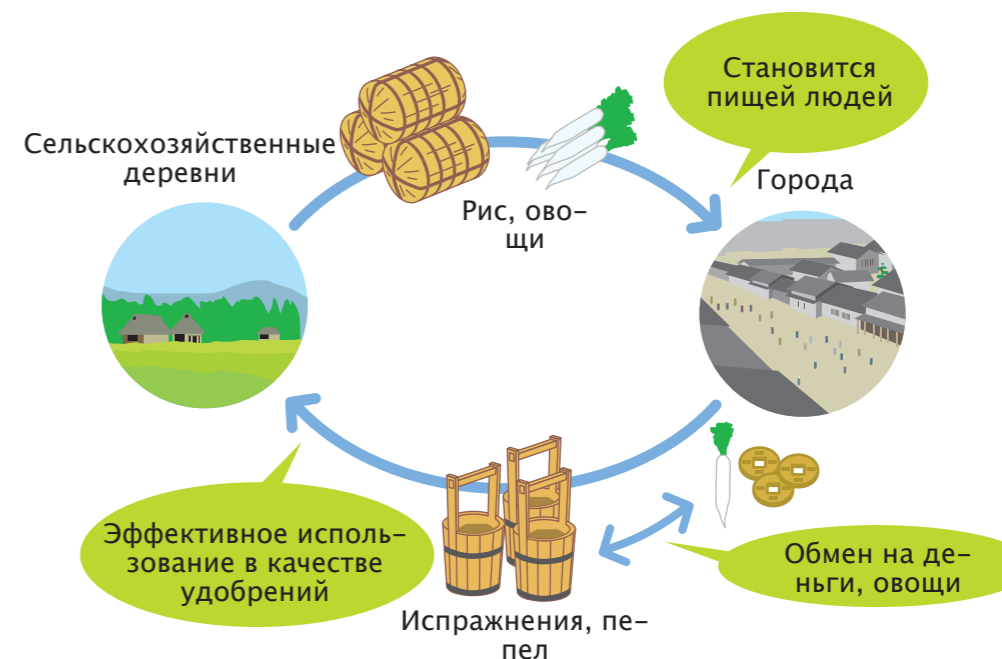 Становится
пищей людей
Сельскохозяйственные
деревни
Города
Рис, ово-
щи
Эффективное исполь-
зование в качестве
удобрений
Обмен на де-
ньги, овощи
Испражнения, пе-
пел